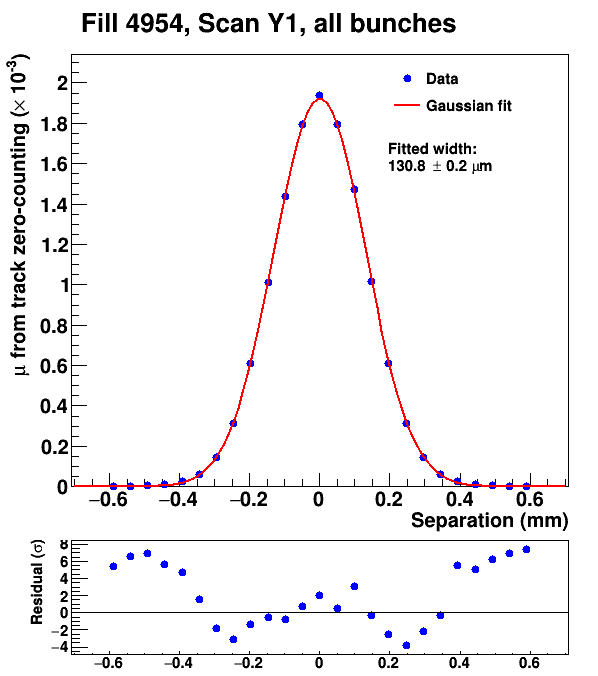 Fill 4954, Scan Y1, all bunches
μ from track zero-counting (× 10⁻³)
2
1.8
1.6
1.4
1.2
1
0.8
0.6
0.4
0.2
0
Data
Gaussian fit
Fitted width:
130.8 ± 0.2 μm
−0.6 −0.4 −0.2 0 0.2 0.4 0.6
Separation (mm)
Residual (σ)
8
6
4
2
0
−2
−4
−0.6 −0.4 −0.2 0 0.2 0.4 0.6